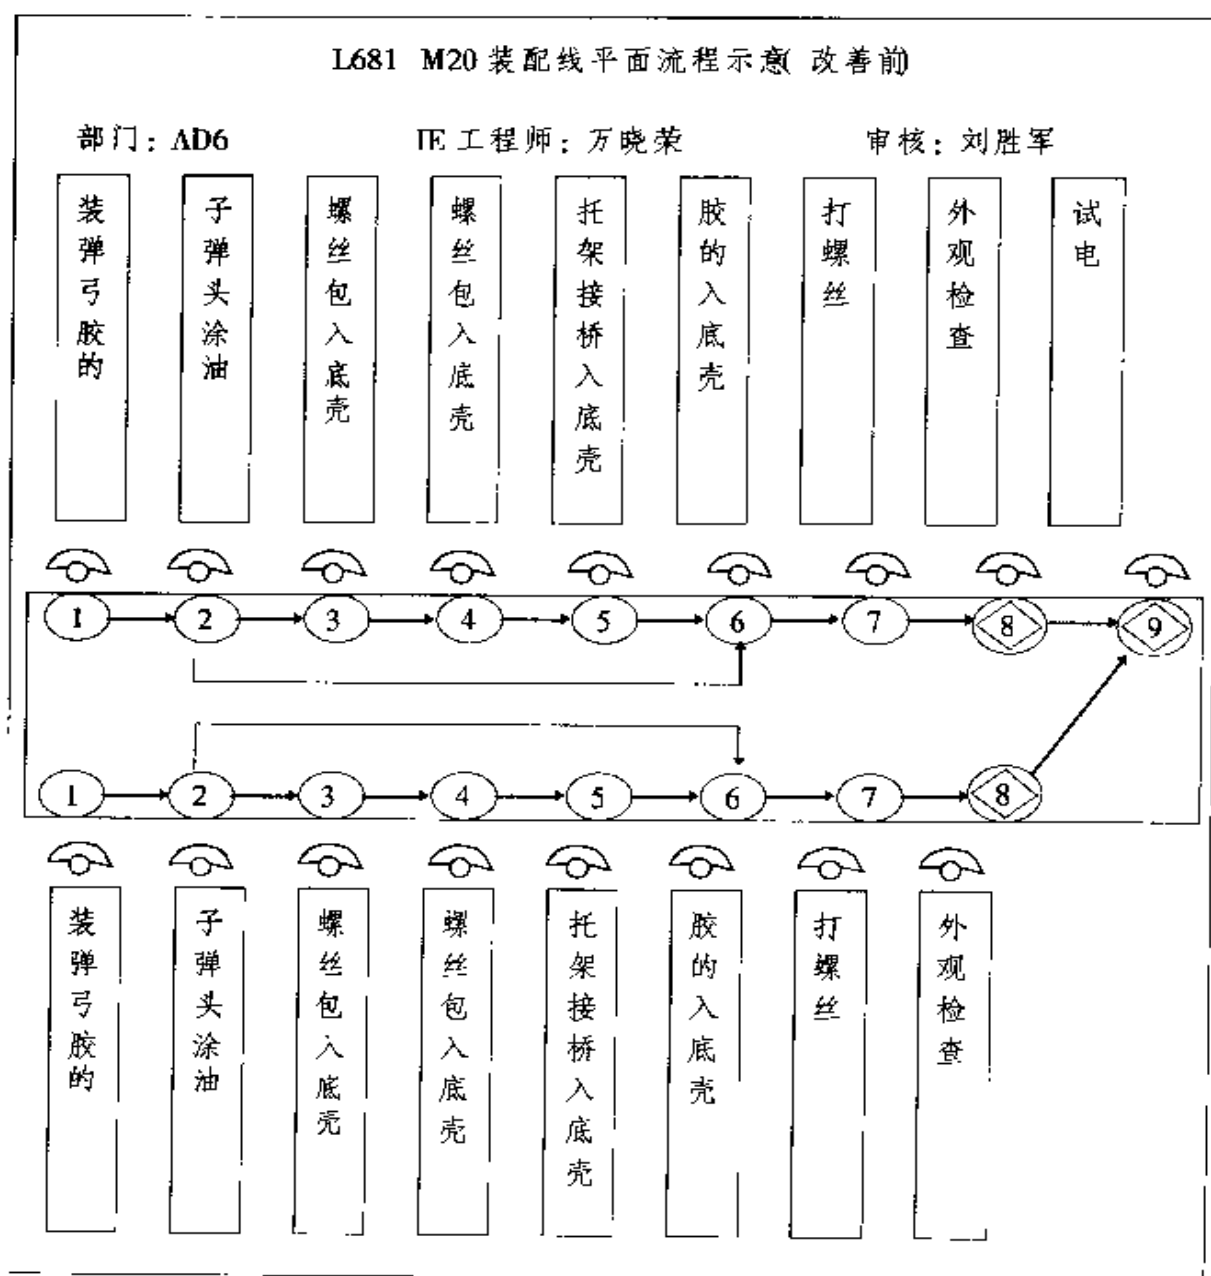 L681 M20 装配线平面流程示意( 改善前)
部门: AD6 IE 工程师: 万晓荣 审核: 刘胜军
装弹弓胶的
子弹头涂油
螺丝包入底壳
螺丝包入底壳
托架接桥入底壳
胶的入底壳
打螺丝
外观检查
试电
1 2 3 4 5 6 7 8 9
1 2 3 4 5 6 7 8
装弹弓胶的
子弹头涂油
螺丝包入底壳
螺丝包入底壳
托架接桥入底壳
胶的入底壳
打螺丝
外观检查